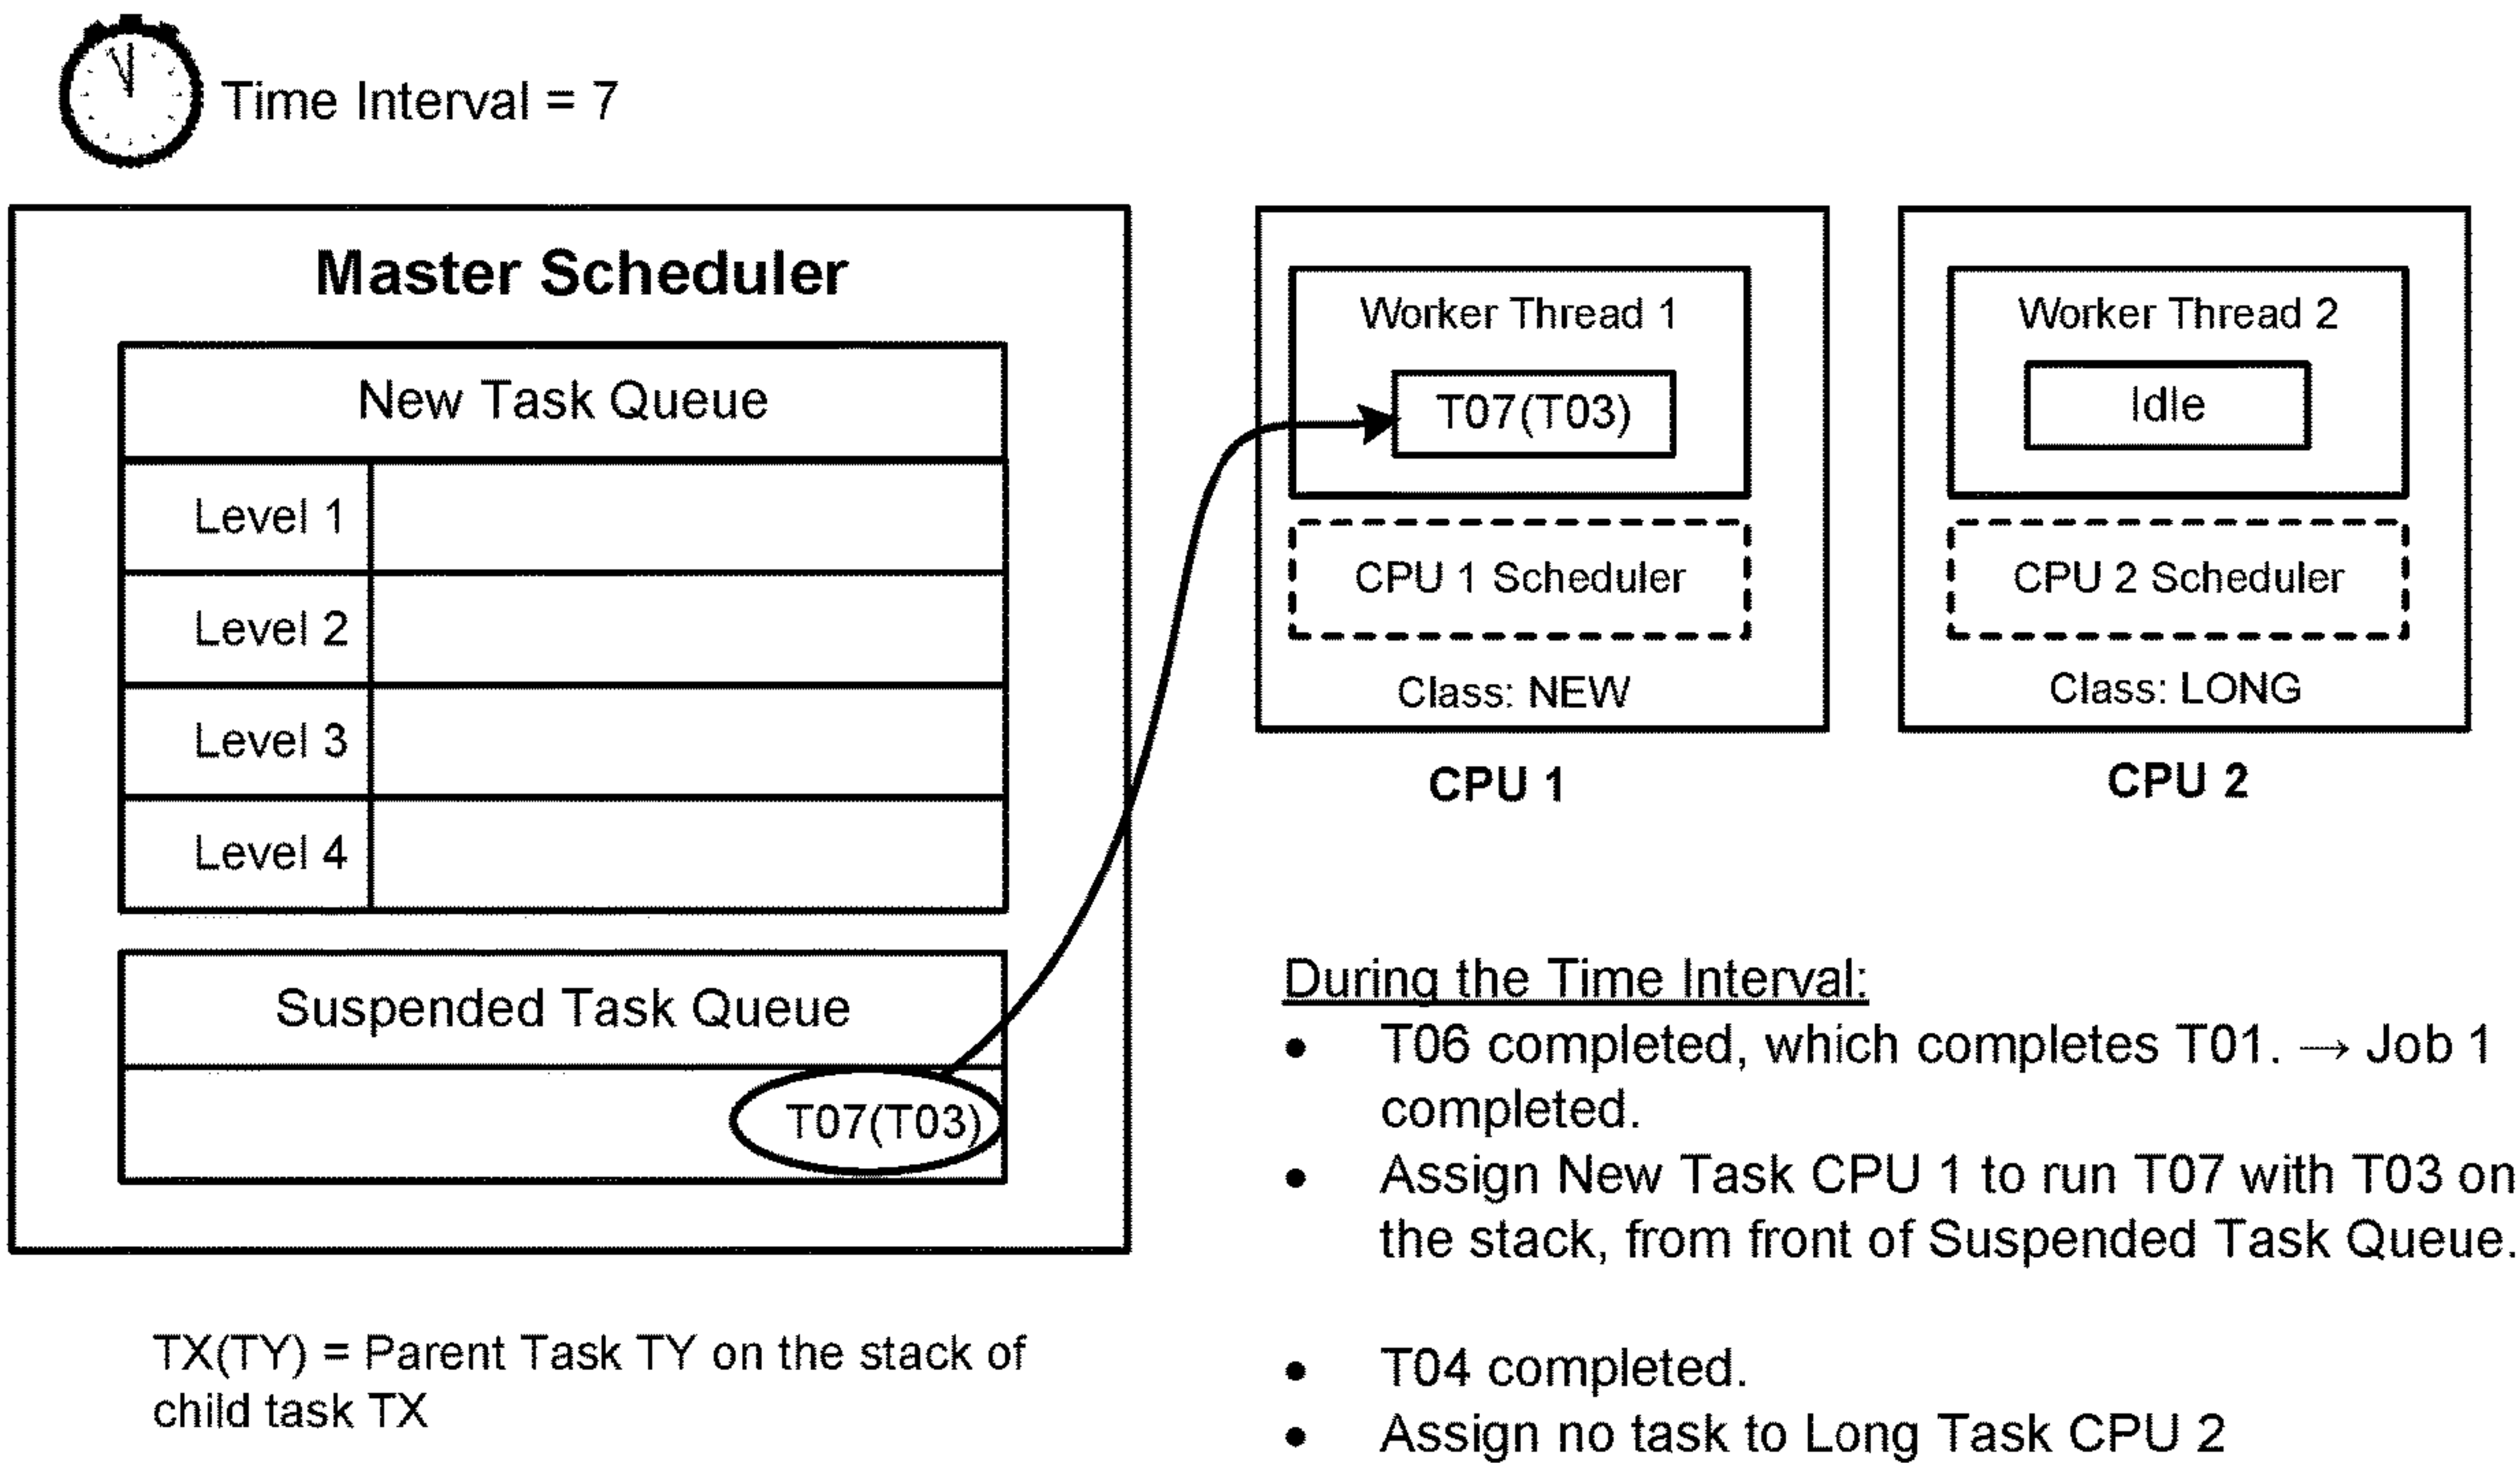 Time Interval = 7
Master Scheduler
New Task Queue
Level 1
Level 2
Level 3
Level 4
Suspended Task Queue
T07(T03)
TX(TY) = Parent Task TY on the stack of
child task TX
Worker Thread 1
T07(T03)
CPU 1 Scheduler
Class: NEW
CPU 1
Worker Thread 2
Idle
CPU 2 Scheduler
Class: LONG
CPU 2
During the Time Interval:
• T06 completed, which completes T01. → Job 1
completed.
• Assign New Task CPU 1 to run T07 with T03 on
the stack, from front of Suspended Task Queue.
• T04 completed.
• Assign no task to Long Task CPU 2